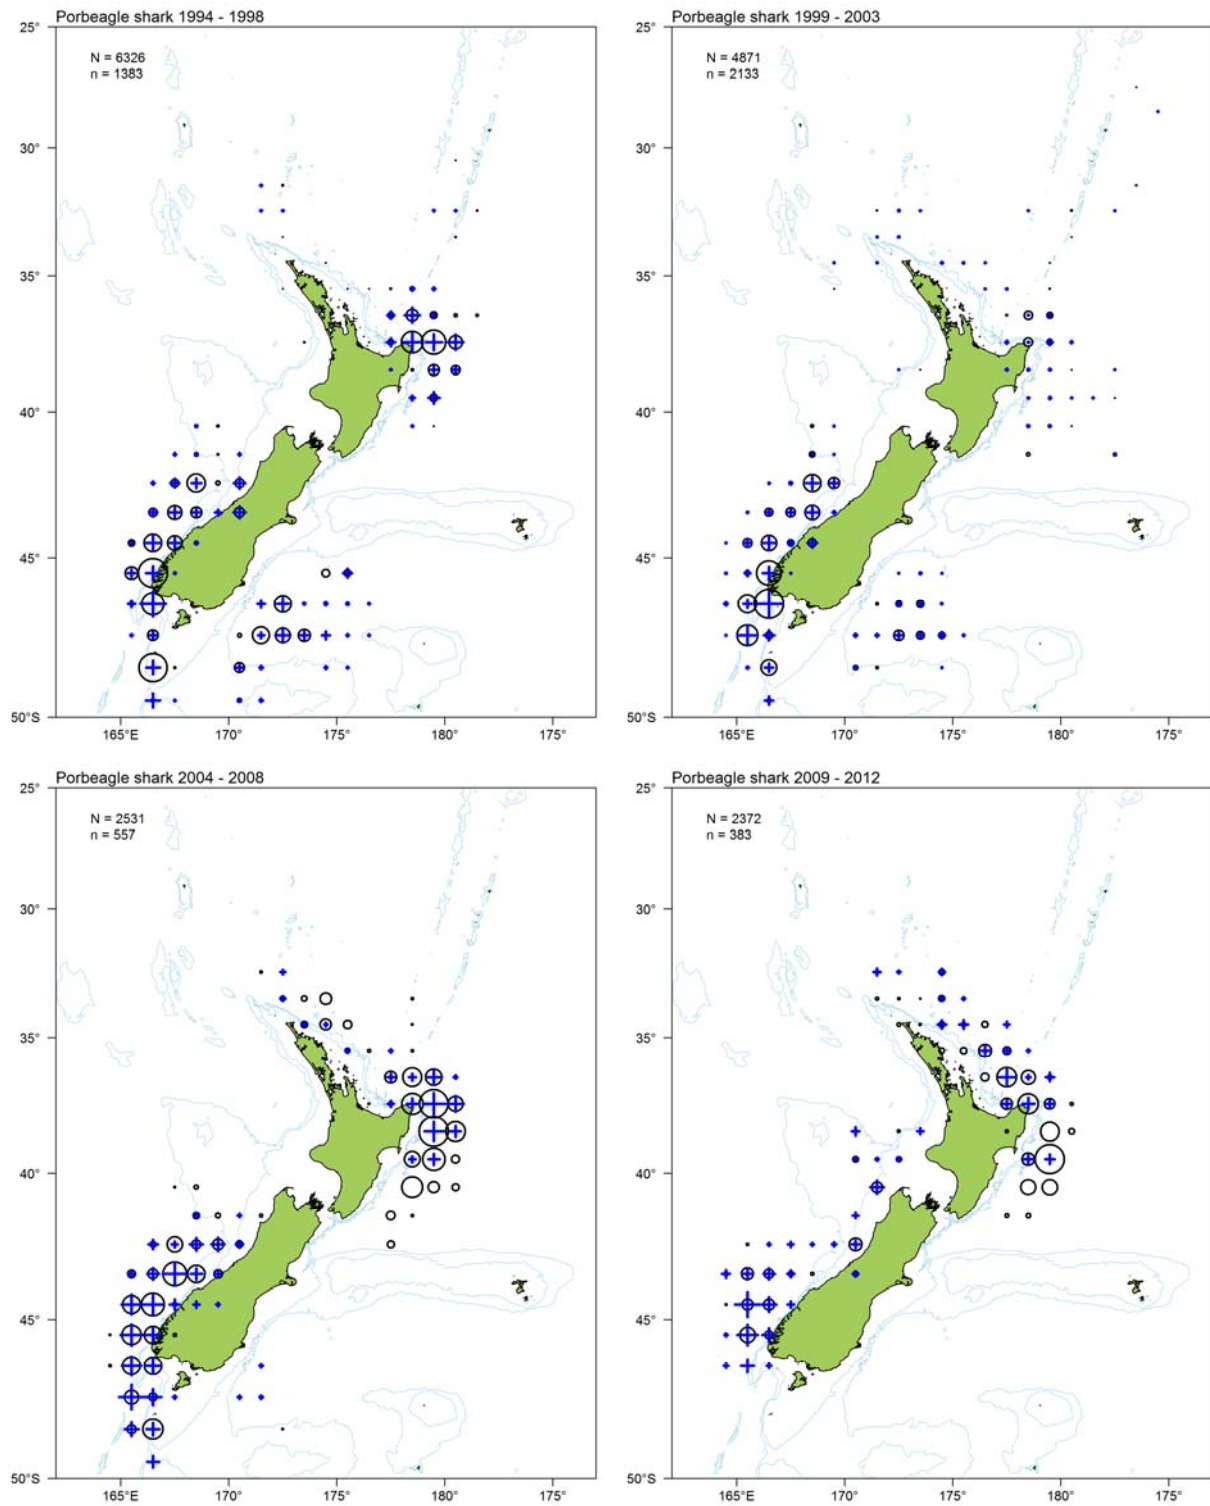 Porbeagle shark 1994 - 1998
N = 6326
n = 1383
25°
30°
35°
40°
45°
50°S
165°E
170°
175°
180°
175°
Porbeagle shark 1999 - 2003
N = 4871
n = 2133
25°
30°
35°
40°
45°
50°S
165°E
170°
175°
180°
175°
Porbeagle shark 2004 - 2008
N = 2531
n = 557
25°
30°
35°
40°
45°
50°S
165°E
170°
175°
180°
175°
Porbeagle shark 2009 - 2012
N = 2372
n = 383
25°
30°
35°
40°
45°
50°S
165°E
170°
175°
180°
175°